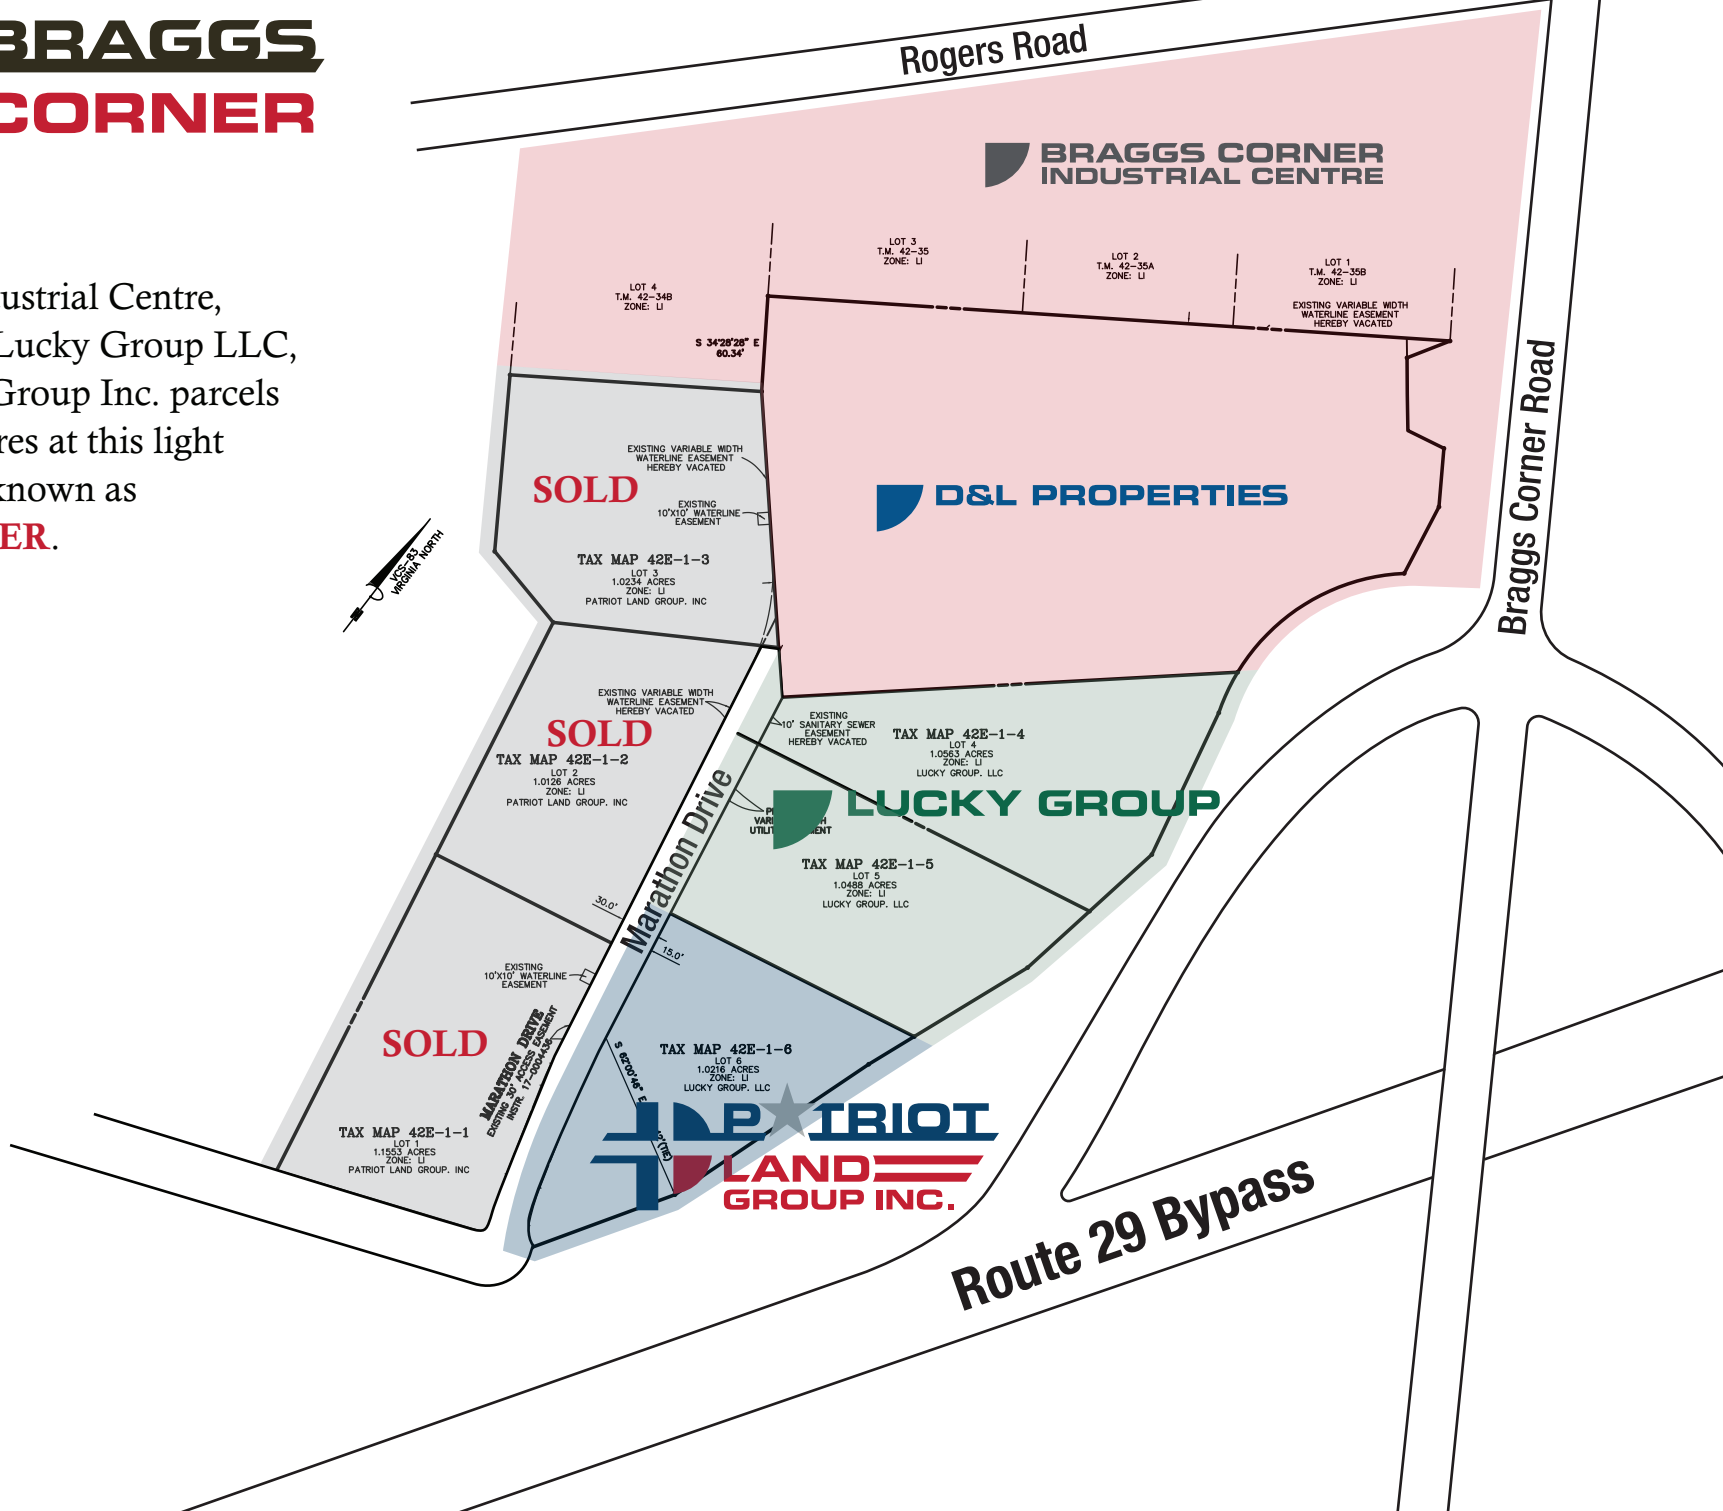 BRAGGS
CORNER
ustrial Centre,
Lucky Group LLC,
Group Inc. parcels
res at this light
known as
ER.
Rogers Road
BRAGGS CORNER
INDUSTRIAL CENTRE
LOT 4
T.M. 42-34B
ZONE: LI
LOT 3
T.M. 42-35
ZONE: LI
LOT 2
T.M. 42-35A
ZONE: LI
LOT 1
T.M. 42-35B
ZONE: LI
EXISTING VARIABLE WIDTH
WATERLINE EASEMENT
HEREBY VACATED
S 34°28'28" E
60.34'
Braggs Corner Road
D&L PROPERTIES
EXISTING VARIABLE WIDTH
WATERLINE EASEMENT
HEREBY VACATED
SOLD
EXISTING
10'X10' WATERLINE
EASEMENT
TAX MAP 42E-1-3
LOT 3
1.0234 ACRES
ZONE: LI
PATRIOT LAND GROUP. INC
VCS-83
VIRGINIA NORTH
EXISTING VARIABLE WIDTH
WATERLINE EASEMENT
HEREBY VACATED
SOLD
TAX MAP 42E-1-2
LOT 2
1.0126 ACRES
ZONE: LI
PATRIOT LAND GROUP. INC
EXISTING
10' SANITARY SEWER
EASEMENT
HEREBY VACATED
TAX MAP 42E-1-4
LOT 4
1.0563 ACRES
ZONE: LI
LUCKY GROUP. LLC
LUCKY GROUP
Marathon Drive
TAX MAP 42E-1-5
LOT 5
1.0488 ACRES
ZONE: LI
LUCKY GROUP. LLC
30.0'
15.0'
EXISTING
10'X10' WATERLINE
EASEMENT
SOLD
MARATHON DRIVE
EXISTING 30' ACCESS EASEMENT
INSTR. 17-0004436
TAX MAP 42E-1-1
LOT 1
1.1553 ACRES
ZONE: LI
PATRIOT LAND GROUP. INC
TAX MAP 42E-1-6
LOT 6
1.0216 ACRES
ZONE: LI
LUCKY GROUP. LLC
S 62°00'46" E
(TIE)
PATRIOT
LAND
GROUP INC.
Route 29 Bypass